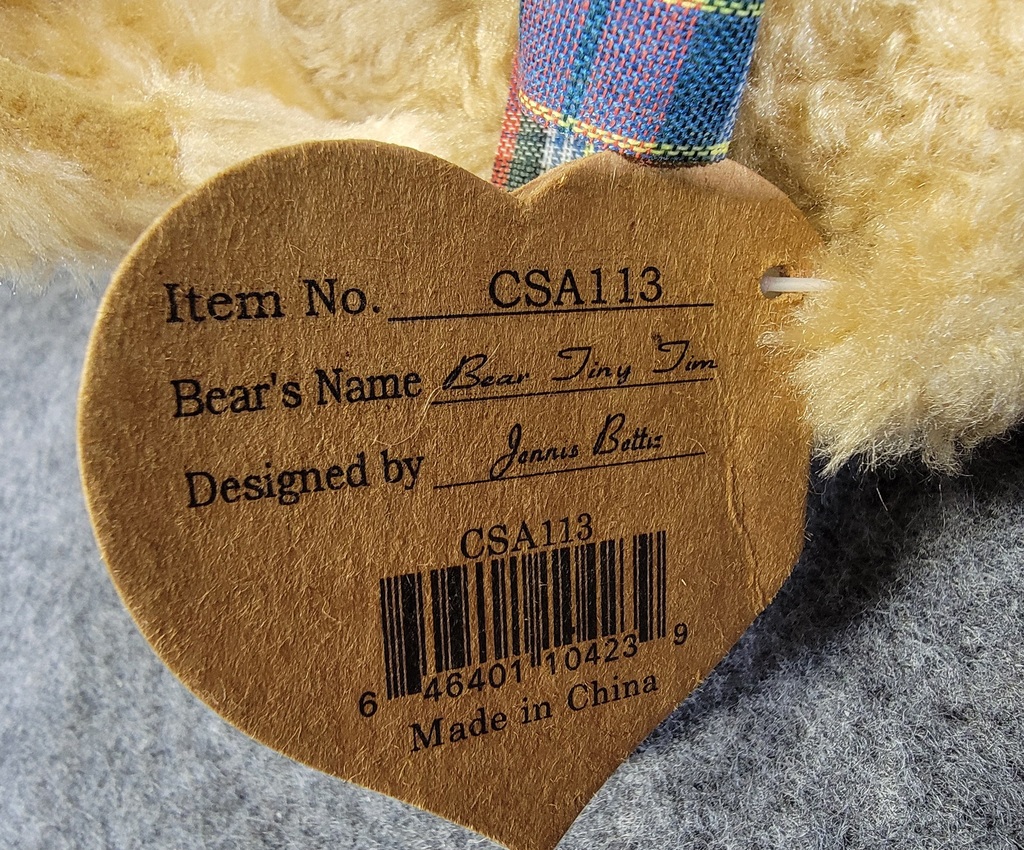 Item No. CSA113
Bear's Name Bear Tiny Tim
Designed by Jennis Bottiz
CSA113
6 46401 10423 9
Made in China